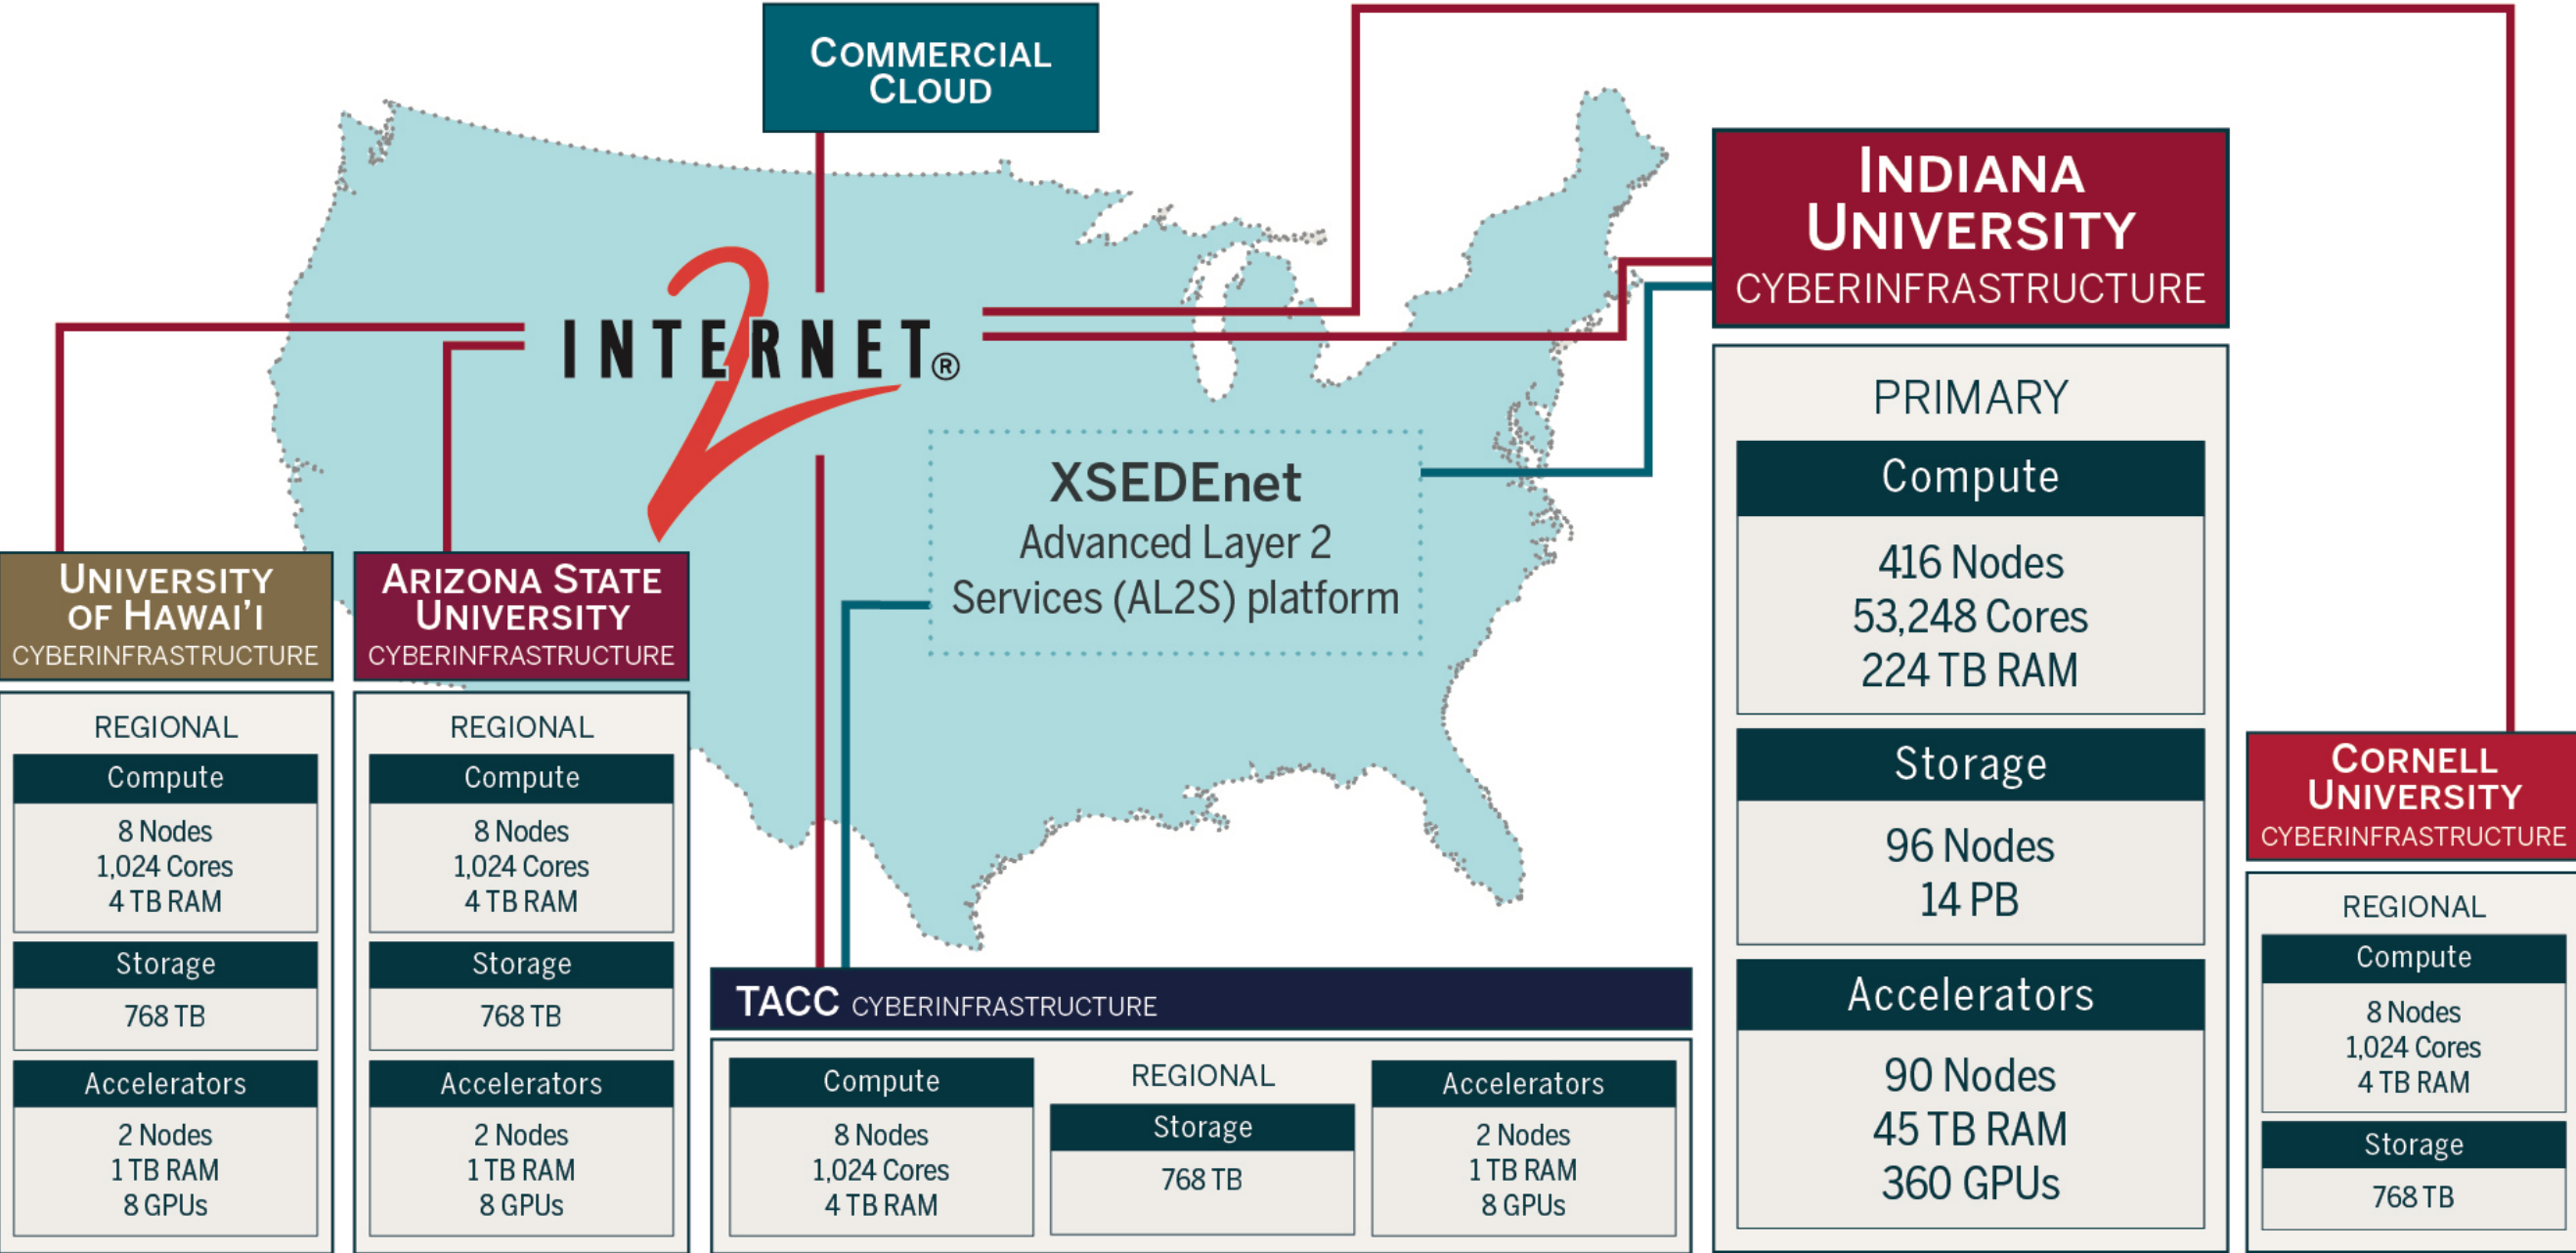 COMMERCIAL
CLOUD
INTERNET®
2
XSEDEnet
Advanced Layer 2
Services (AL2S) platform
INDIANA
UNIVERSITY
CYBERINFRASTRUCTURE
PRIMARY
Compute
416 Nodes
53,248 Cores
224 TB RAM
Storage
96 Nodes
14 PB
Accelerators
90 Nodes
45 TB RAM
360 GPUs
UNIVERSITY
OF HAWAI'I
CYBERINFRASTRUCTURE
REGIONAL
Compute
8 Nodes
1,024 Cores
4 TB RAM
Storage
768 TB
Accelerators
2 Nodes
1 TB RAM
8 GPUs
ARIZONA STATE
UNIVERSITY
CYBERINFRASTRUCTURE
REGIONAL
Compute
8 Nodes
1,024 Cores
4 TB RAM
Storage
768 TB
Accelerators
2 Nodes
1 TB RAM
8 GPUs
TACC CYBERINFRASTRUCTURE
REGIONAL
Compute
8 Nodes
1,024 Cores
4 TB RAM
Storage
768 TB
Accelerators
2 Nodes
1 TB RAM
8 GPUs
CORNELL
UNIVERSITY
CYBERINFRASTRUCTURE
REGIONAL
Compute
8 Nodes
1,024 Cores
4 TB RAM
Storage
768 TB